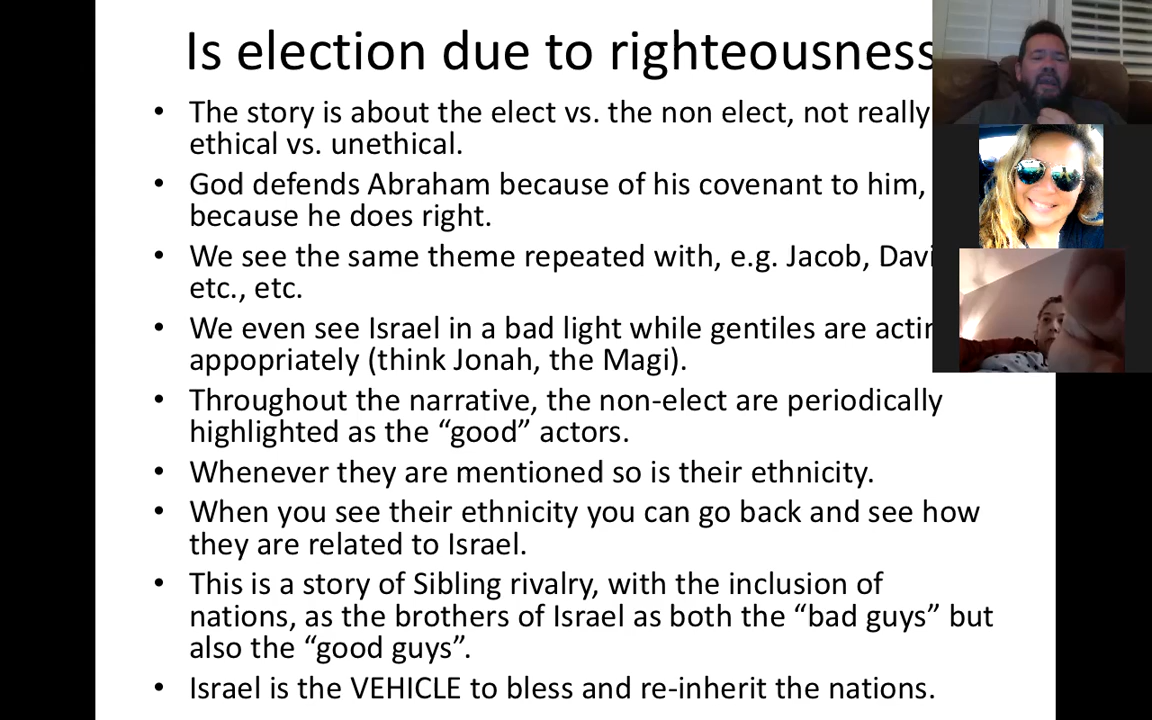 Is election due to righteousness
• The story is about the elect vs. the non elect, not really
ethical vs. unethical.
• God defends Abraham because of his covenant to him,
because he does right.
• We see the same theme repeated with, e.g. Jacob, Davi
etc., etc.
• We even see Israel in a bad light while gentiles are actin
appopriately (think Jonah, the Magi).
• Throughout the narrative, the non-elect are periodically
highlighted as the “good” actors.
• Whenever they are mentioned so is their ethnicity.
• When you see their ethnicity you can go back and see how
they are related to Israel.
• This is a story of Sibling rivalry, with the inclusion of
nations, as the brothers of Israel as both the “bad guys” but
also the “good guys”.
• Israel is the VEHICLE to bless and re-inherit the nations.